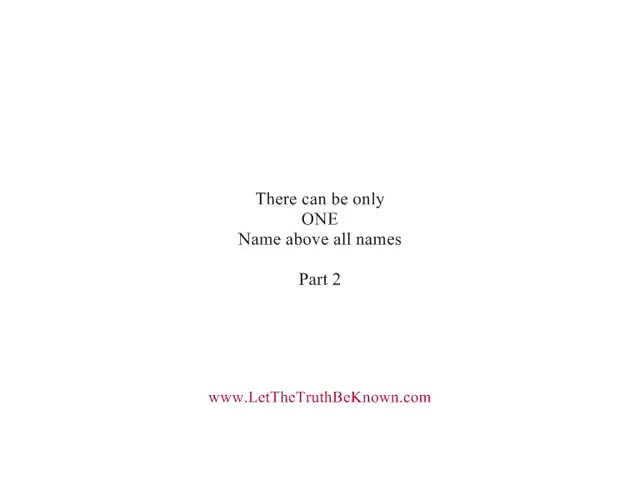 There can be only
ONE
Name above all names
Part 2
www.LetTheTruthBeKnown.com